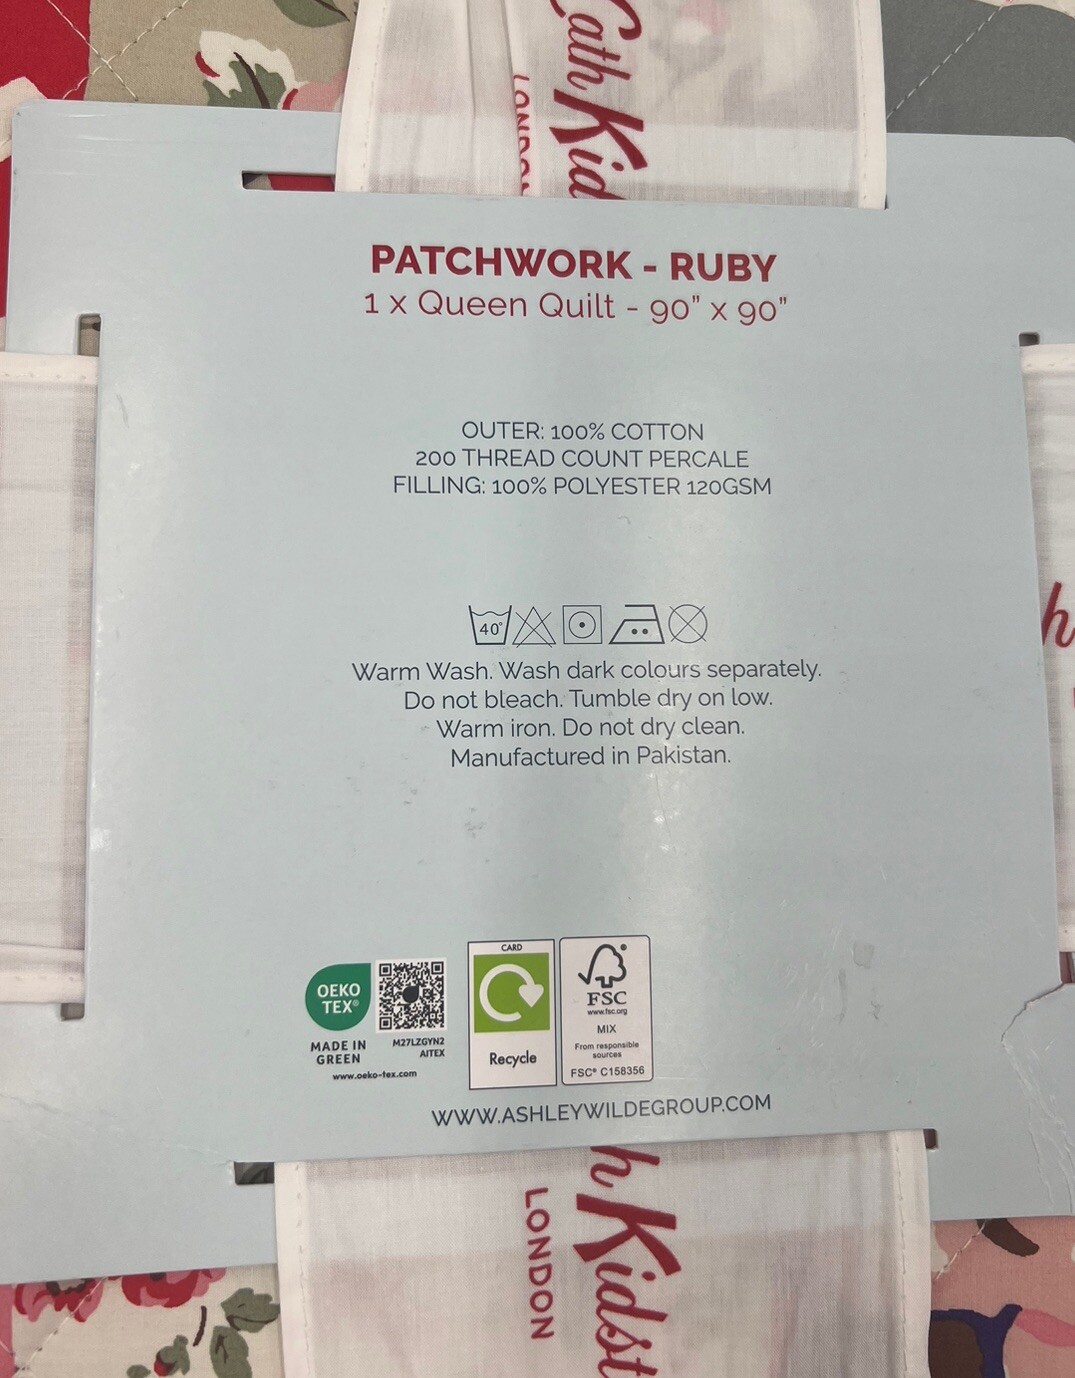 Cath Kid
LONDON
PATCHWORK - RUBY
1 x Queen Quilt - 90" x 90"
OUTER: 100% COTTON
200 THREAD COUNT PERCALE
FILLING: 100% POLYESTER 120GSM
40°
Warm Wash. Wash dark colours separately.
Do not bleach. Tumble dry on low.
Warm iron. Do not dry clean.
Manufactured in Pakistan.
h
OEKO
TEX®
MADE IN
GREEN
M27LZGYN2
AITEX
www.oeko-tex.com
CARD
Recycle
FSC
www.fsc.org
MIX
From responsible
sources
FSC® C158356
WWW.ASHLEYWILDEGROUP.COM
h Kidst
LONDON